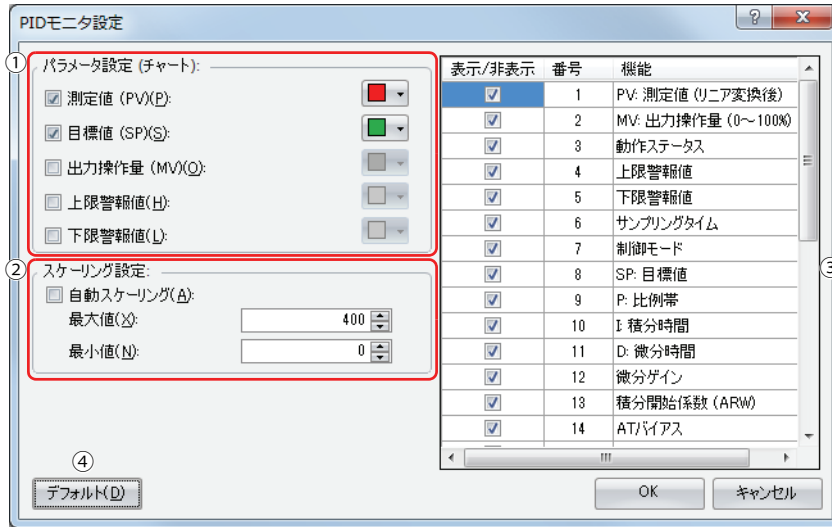 PIDモニタ設定
①
パラメータ設定 (チャート):
測定値 (PV)(P):
目標値 (SP)(S):
出力操作量 (MV)(O):
上限警報値(H):
下限警報値(L):
②
スケーリング設定:
自動スケーリング(A):
最大値(X): 400
最小値(N): 0
③
表示/非表示 番号 機能
1 PV: 測定値 (リニア変換後)
2 MV: 出力操作量 (0～100%)
3 動作ステータス
4 上限警報値
5 下限警報値
6 サンプリングタイム
7 制御モード
8 SP: 目標値
9 P: 比例帯
10 I: 積分時間
11 D: 微分時間
12 微分ゲイン
13 積分開始係数 (ARW)
14 ATバイアス
④
デフォルト(D)
OK
キャンセル